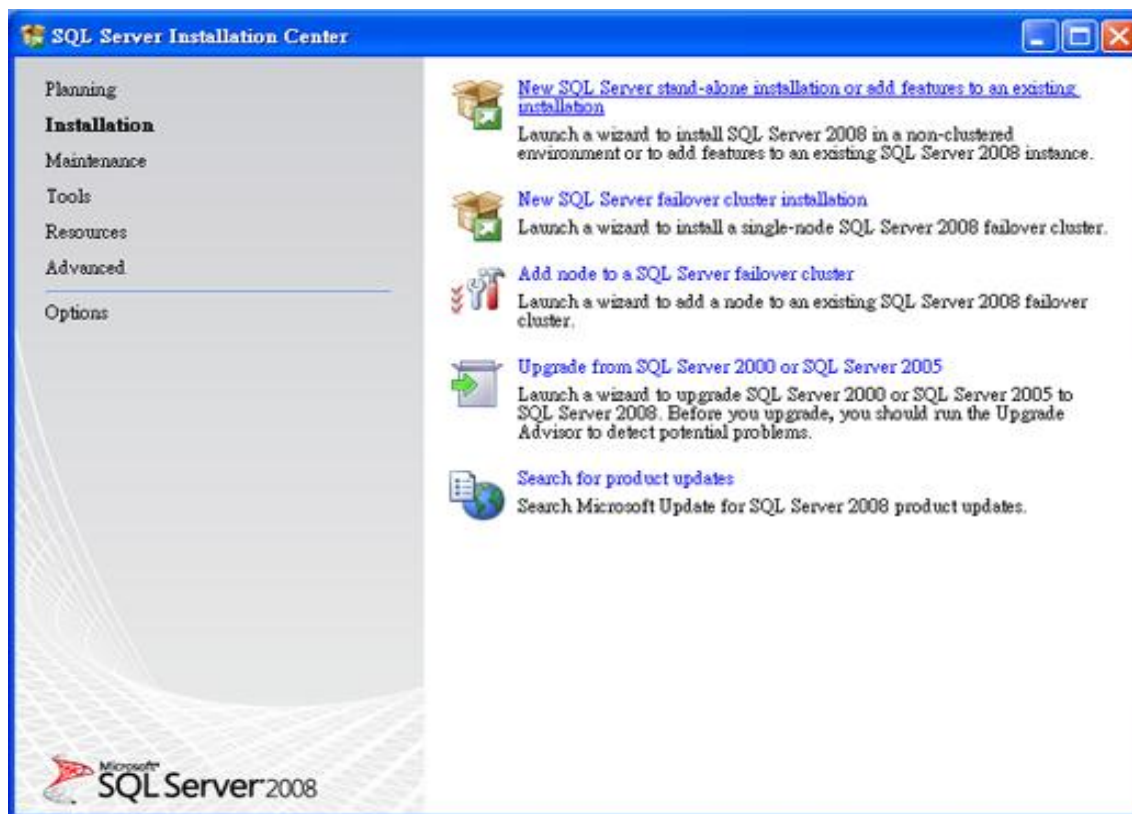 SQL Server Installation Center
Planning
Installation
Maintenance
Tools
Resources
Advanced
Options
New SQL Server stand-alone installation or add features to an existing
installation
Launch a wizard to install SQL Server 2008 in a non-clustered
environment or to add features to an existing SQL Server 2008 instance.
New SQL Server failover cluster installation
Launch a wizard to install a single-node SQL Server 2008 failover cluster.
Add node to a SQL Server failover cluster
Launch a wizard to add a node to an existing SQL Server 2008 failover
cluster.
Upgrade from SQL Server 2000 or SQL Server 2005
Launch a wizard to upgrade SQL Server 2000 or SQL Server 2005 to
SQL Server 2008. Before you upgrade, you should run the Upgrade
Advisor to detect potential problems.
Search for product updates
Search Microsoft Update for SQL Server 2008 product updates.
Microsoft
SQL Server 2008